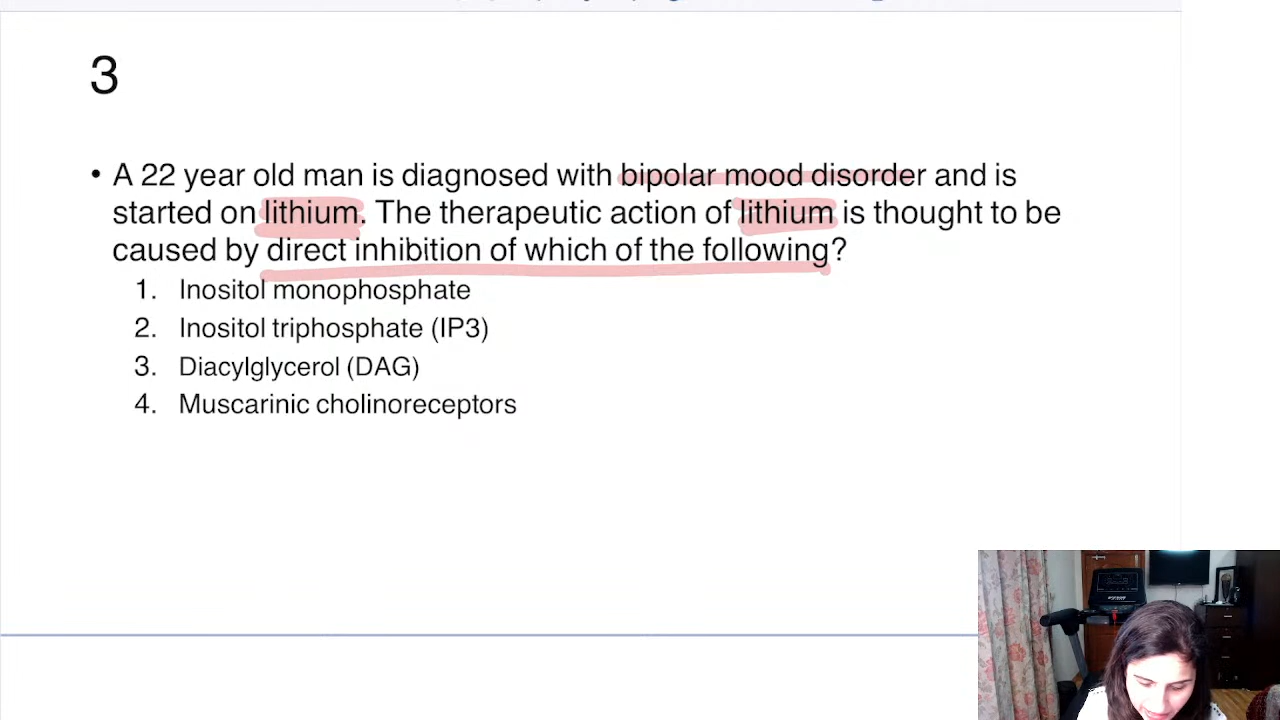 3
• A 22 year old man is diagnosed with bipolar mood disorder and is
started on lithium. The therapeutic action of lithium is thought to be
caused by direct inhibition of which of the following?
1. Inositol monophosphate
2. Inositol triphosphate (IP3)
3. Diacylglycerol (DAG)
4. Muscarinic cholinoreceptors